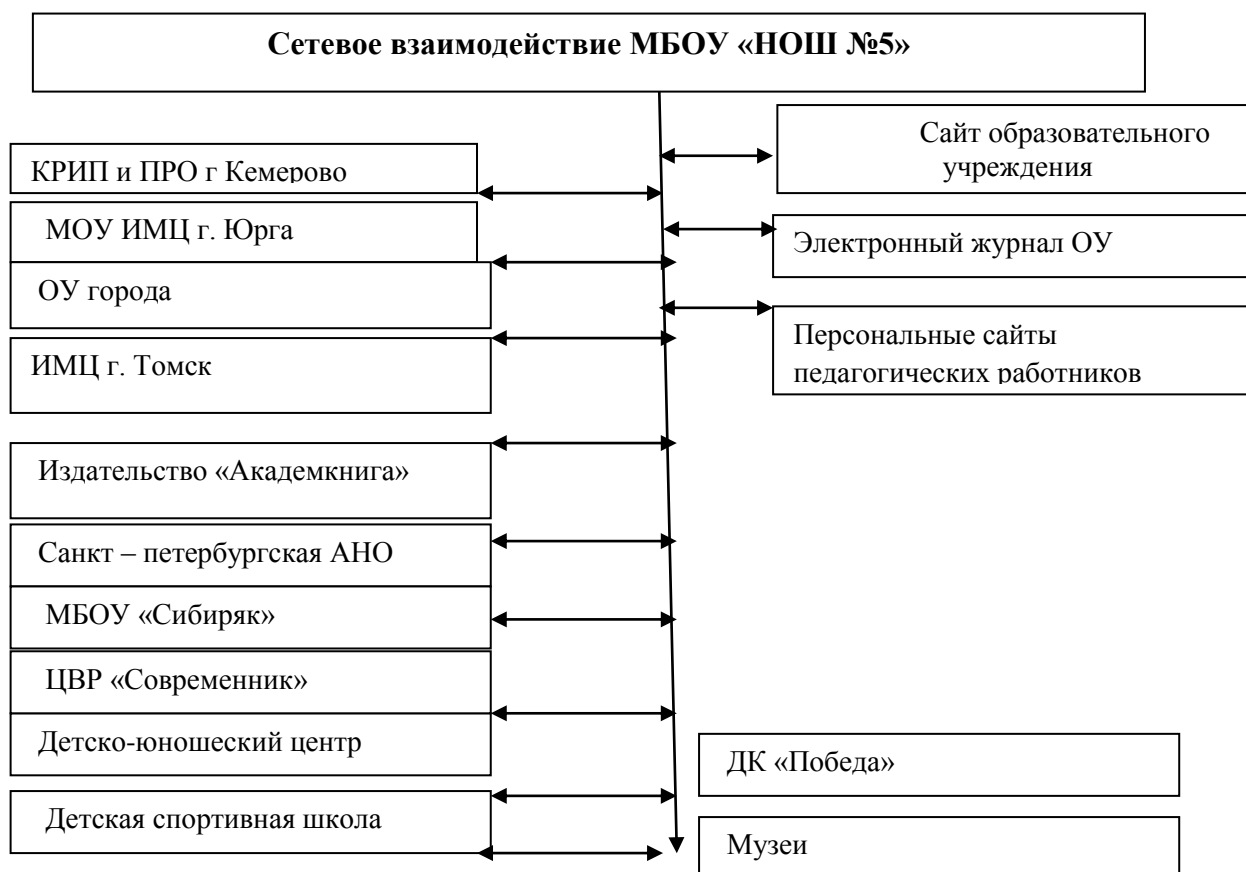 Сетевое взаимодействие МБОУ «НОШ №5»
КРИП и ПРО г Кемерово
МОУ ИМЦ г. Юрга
ОУ города
ИМЦ г. Томск
Издательство «Академкнига»
Санкт – петербургская АНО
МБОУ «Сибиряк»
ЦВР «Современник»
Детско-юношеский центр
Детская спортивная школа
Сайт образовательного
учреждения
Электронный журнал ОУ
Персональные сайты
педагогических работников
ДК «Победа»
Музеи